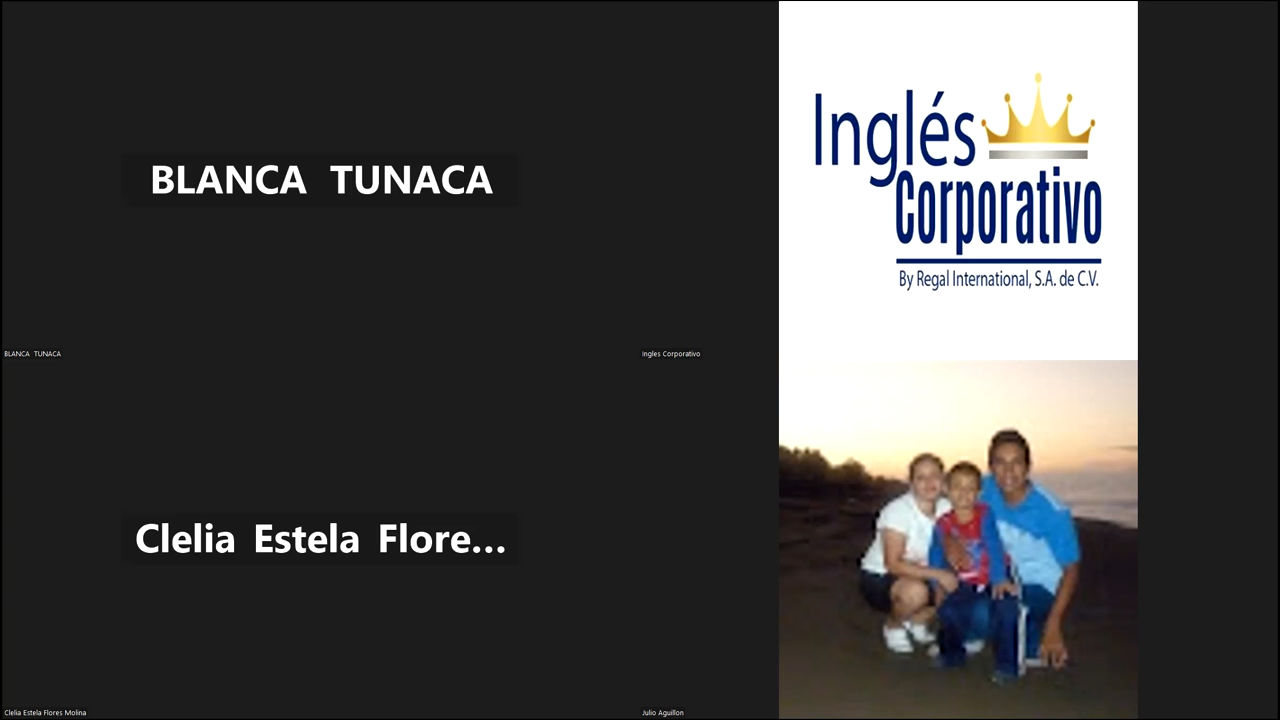 BLANCA TUNACA
Inglés
Corporativo
By Regal International, S.A. de C.V.
BLANCA TUNACA
Ingles Corporativo
Clelia Estela Flore...
Clelia Estela Flores Molina
Julio Aguillon